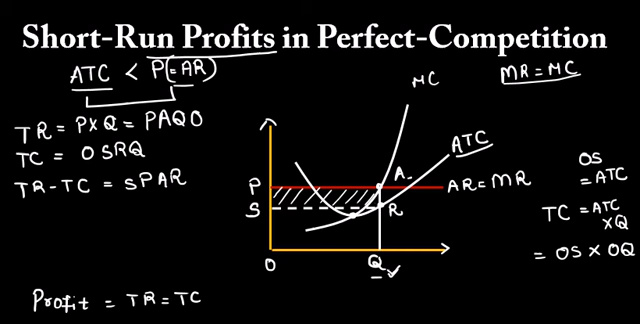 Short-Run Profits in Perfect-Competition
ATC < P(=AR)
MR = MC
TR = P×Q = PAQO
TC = OSRQ
TR-TC = SPAR
MC
ATC
P
A
AR = MR
S
R
O
Q
OS
= ATC
TC = ATC
×Q
= OS × OQ
Profit = TR = TC